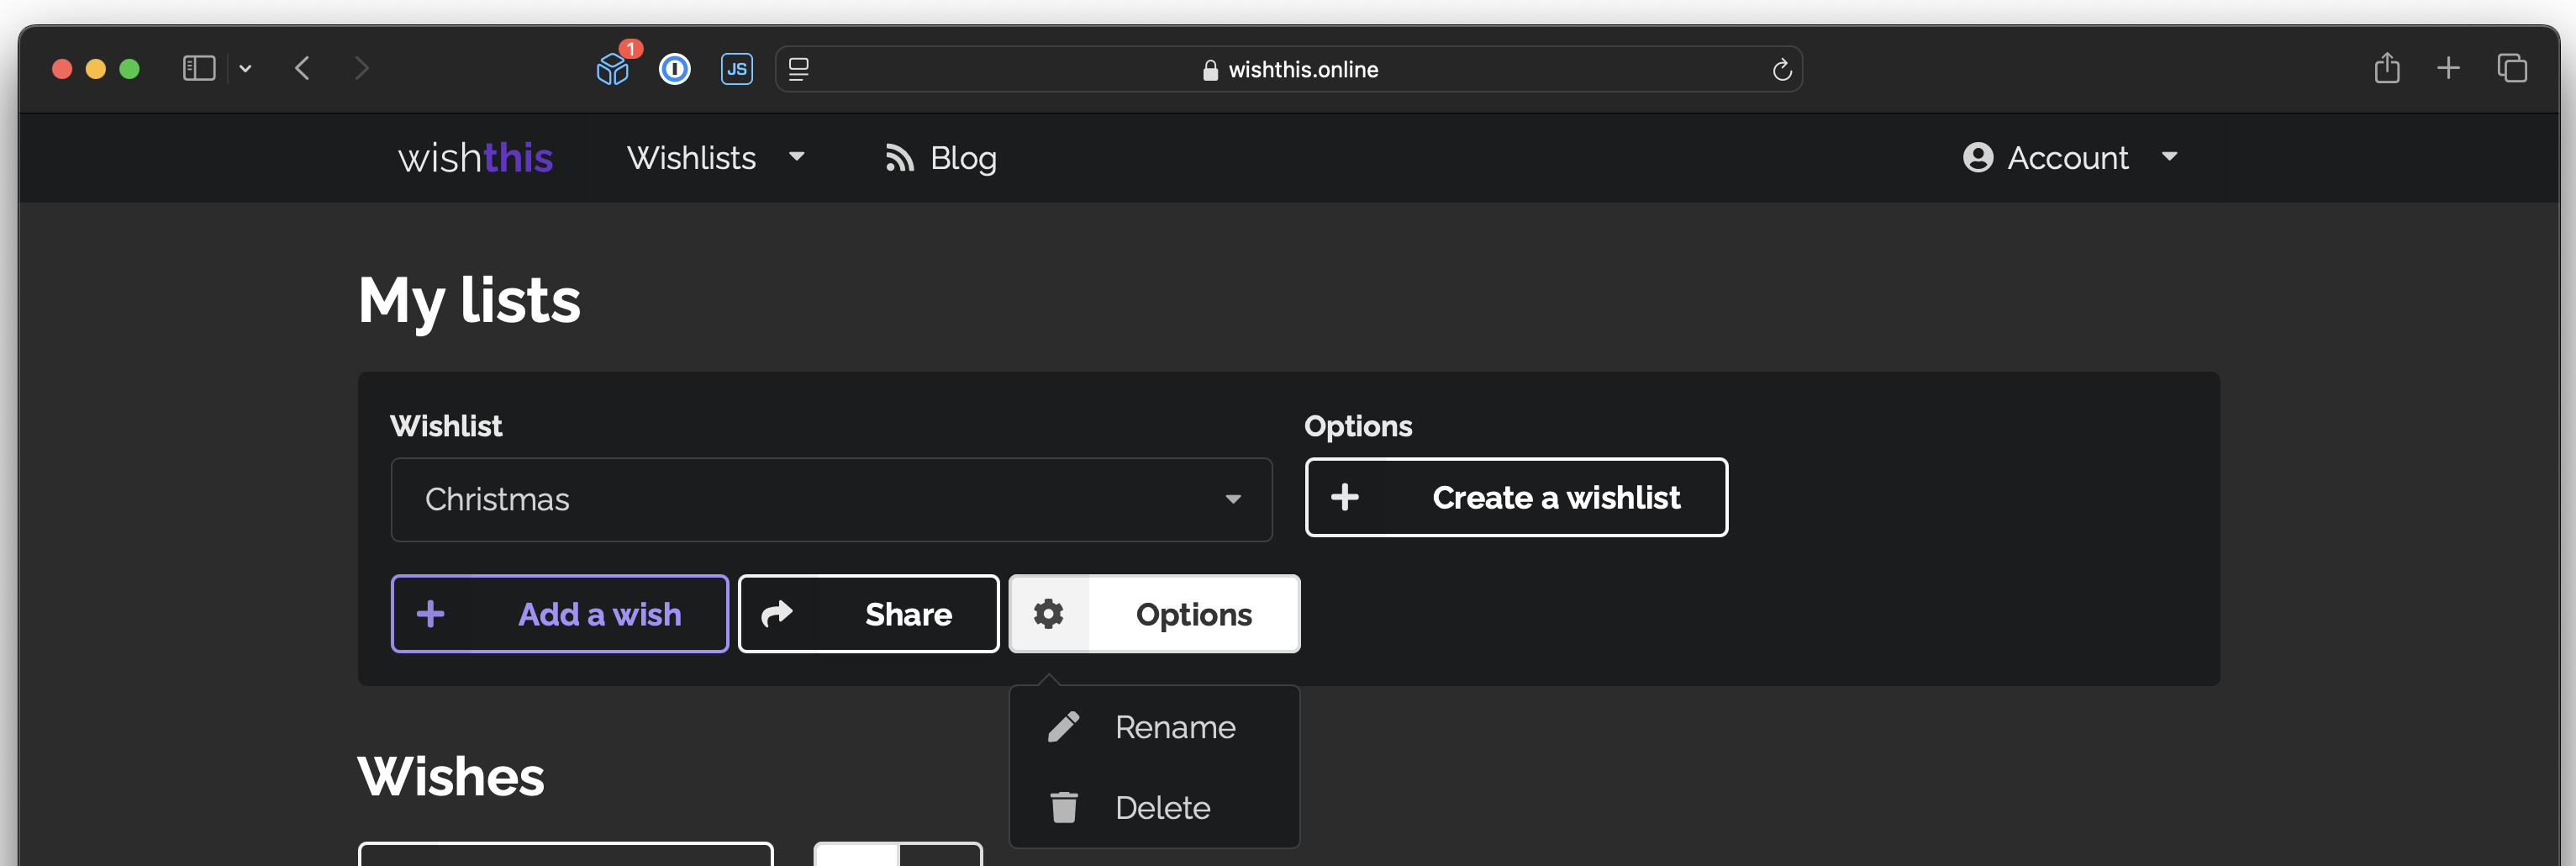 1
JS
wishthis.online
wishthis
Wishlists
Blog
Account
My lists
Wishlist
Options
Christmas
Create a wishlist
Add a wish
Share
Options
Rename
Delete
Wishes